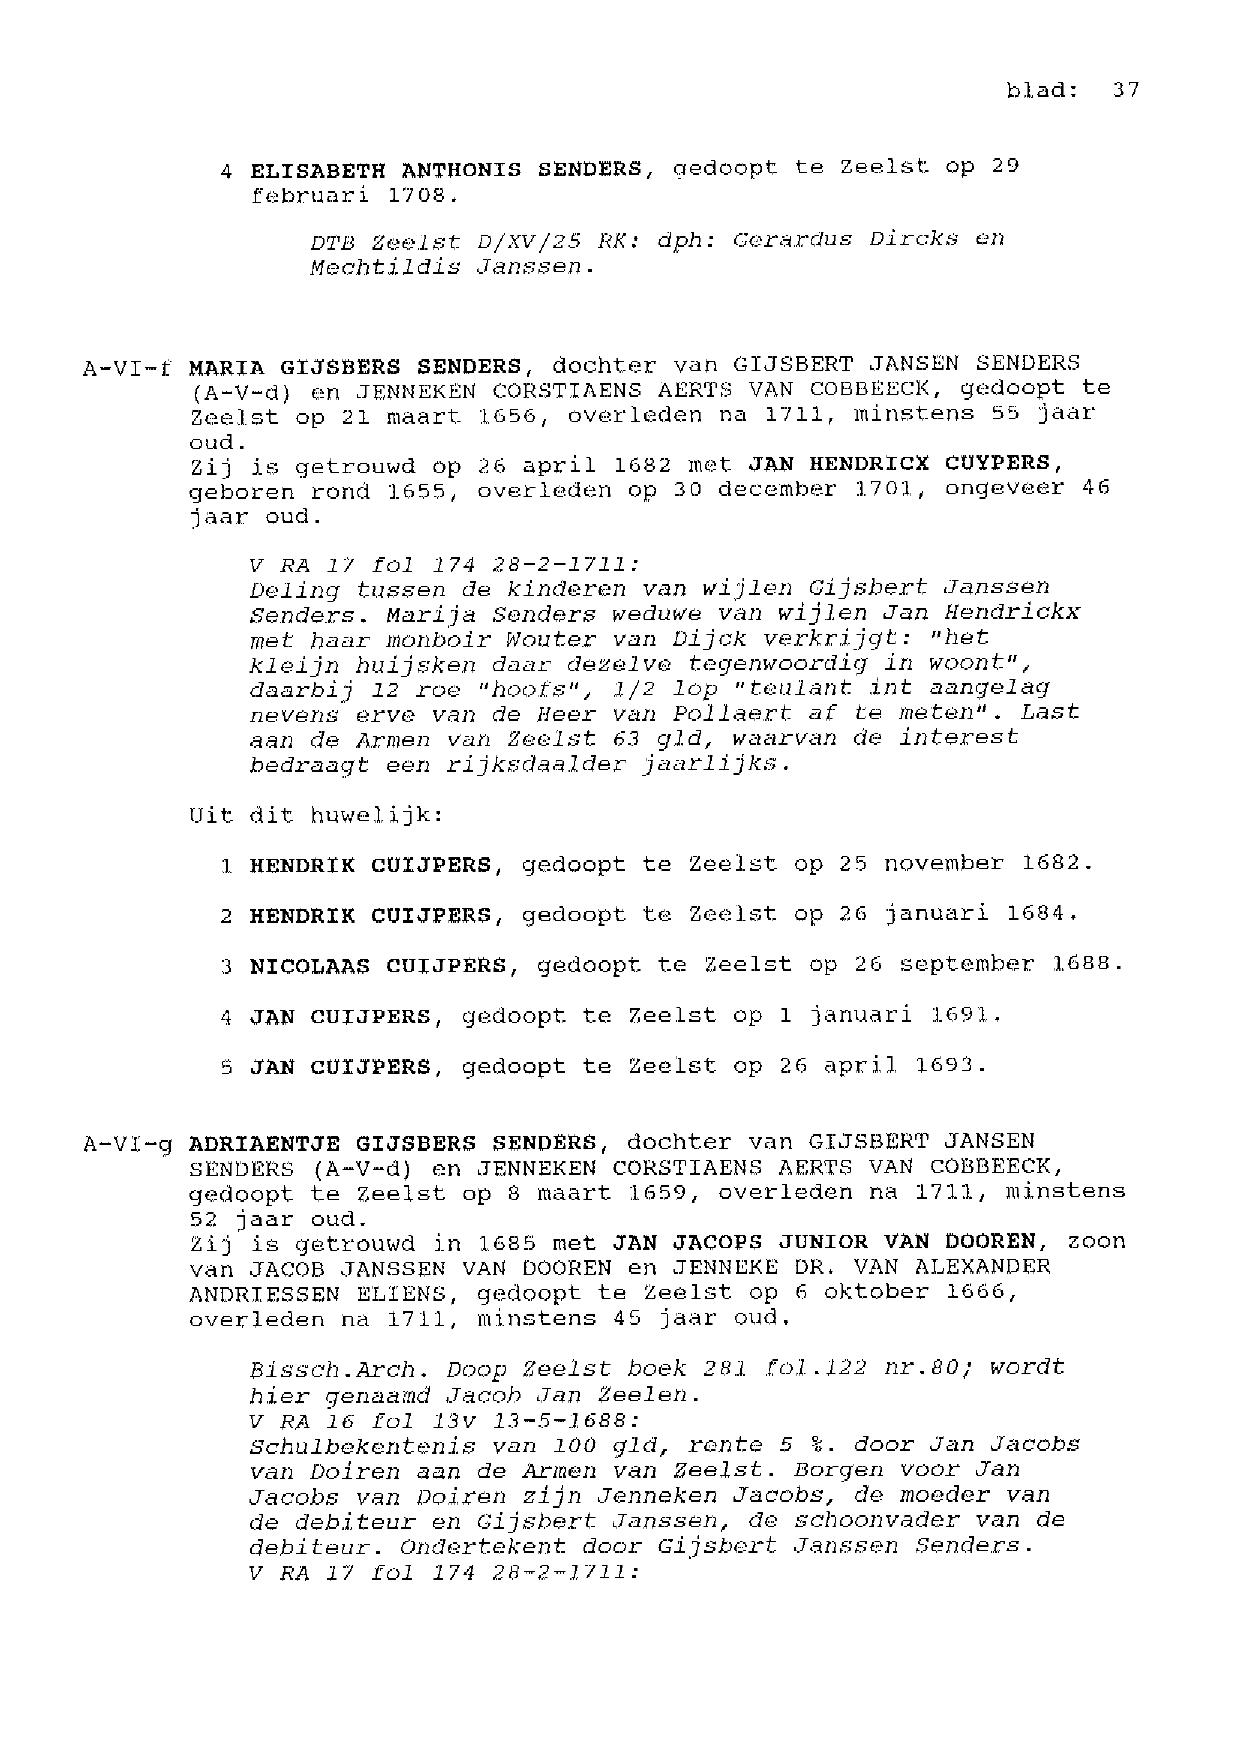 blad: 37
4 ELISABETH ANTHONIS SENDERS, gedoopt te Zeelst op 29
februari 1708.
DTB Zeelst D/XV/25 RK: dph: Gerardus Dircks en
Mechtildis Janssen.
A-VI-f MARIA GIJSBERS SENDERS, dochter van GIJSBERT JANSEN SENDERS
(A-V-d) en JENNEKEN CORSTIAENS AERTS VAN COBBEECK, gedoopt te
Zeelst op 21 maart 1656, overleden na 1711, minstens 55 jaar
oud.
Zij is getrouwd op 26 april 1682 met JAN HENDRICX CUYPERS,
geboren rond 1655, overleden op 30 december 1701, ongeveer 46
jaar oud.
V RA 17 fol 174 28-2-1711:
Deling tussen de kinderen van wijlen Gijsbert Janssen
Senders. Marija Senders weduwe van wijlen Jan Hendrickx
met haar monboir Wouter van Dijck verkrijgt: "het
kleijn huijsken daar dezelve tegenwoordig in woont",
daarbij 12 roe "hoofs", 1/2 lop "teulant int aangelag
nevens erve van de Heer van Pollaert af te meten". Last
aan de Armen van Zeelst 63 gld, waarvan de interest
bedraagt een rijksdaalder jaarlijks.
Uit dit huwelijk:
1 HENDRIK CUIJPERS, gedoopt te Zeelst op 25 november 1682.
2 HENDRIK CUIJPERS, gedoopt te Zeelst op 26 januari 1684.
3 NICOLAAS CUIJPERS, gedoopt te Zeelst op 26 september 1688.
4 JAN CUIJPERS, gedoopt te Zeelst op 1 januari 1691.
5 JAN CUIJPERS, gedoopt te Zeelst op 26 april 1693.
A-VI-g ADRIAENTJE GIJSBERS SENDERS, dochter van GIJSBERT JANSEN
SENDERS (A-V-d) en JENNEKEN CORSTIAENS AERTS VAN COBBEECK,
gedoopt te Zeelst op 8 maart 1659, overleden na 1711, minstens
52 jaar oud.
Zij is getrouwd in 1685 met JAN JACOPS JUNIOR VAN DOOREN, zoon
van JACOB JANSSEN VAN DOOREN en JENNEKE DR. VAN ALEXANDER
ANDRIESSEN ELIENS, gedoopt te Zeelst op 6 oktober 1666,
overleden na 1711, minstens 45 jaar oud.
Bissch.Arch. Doop Zeelst boek 281 fol.122 nr.80; wordt
hier genaamd Jacob Jan Zeelen.
V RA 16 fol 13v 13-5-1688:
Schulbekentenis van 100 gld, rente 5 %. door Jan Jacobs
van Doiren aan de Armen van Zeelst. Borgen voor Jan
Jacobs van Doiren zijn Jenneken Jacobs, de moeder van
de debiteur en Gijsbert Janssen, de schoonvader van de
debiteur. Ondertekent door Gijsbert Janssen Senders.
V RA 17 fol 174 28-2-1711: